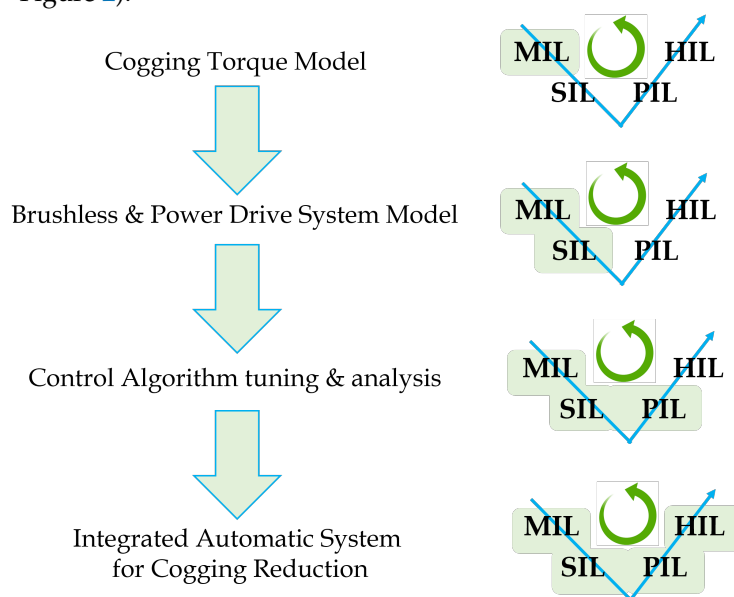 Figure 2).
Cogging Torque Model
MIL HIL
SIL PIL
Brushless & Power Drive System Model
MIL HIL
SIL PIL
Control Algorithm tuning & analysis
MIL HIL
SIL PIL
Integrated Automatic System
for Cogging Reduction
MIL HIL
SIL PIL